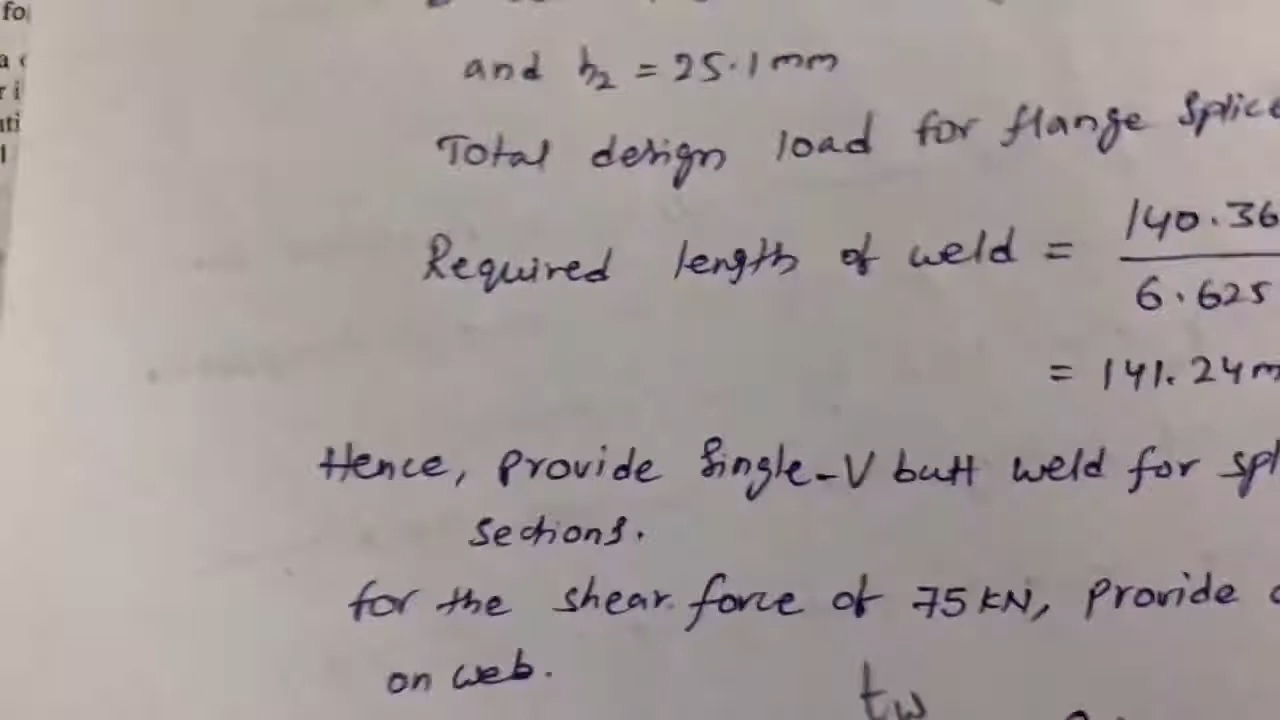 fo
and h2 = 25.1mm
Total design load for flange splice
Required length of weld = 140.36
6.625
= 141.24m
Hence, provide Single-V butt weld for spl
sections.
for the shear force of 75 kN, provide
on web.
tw